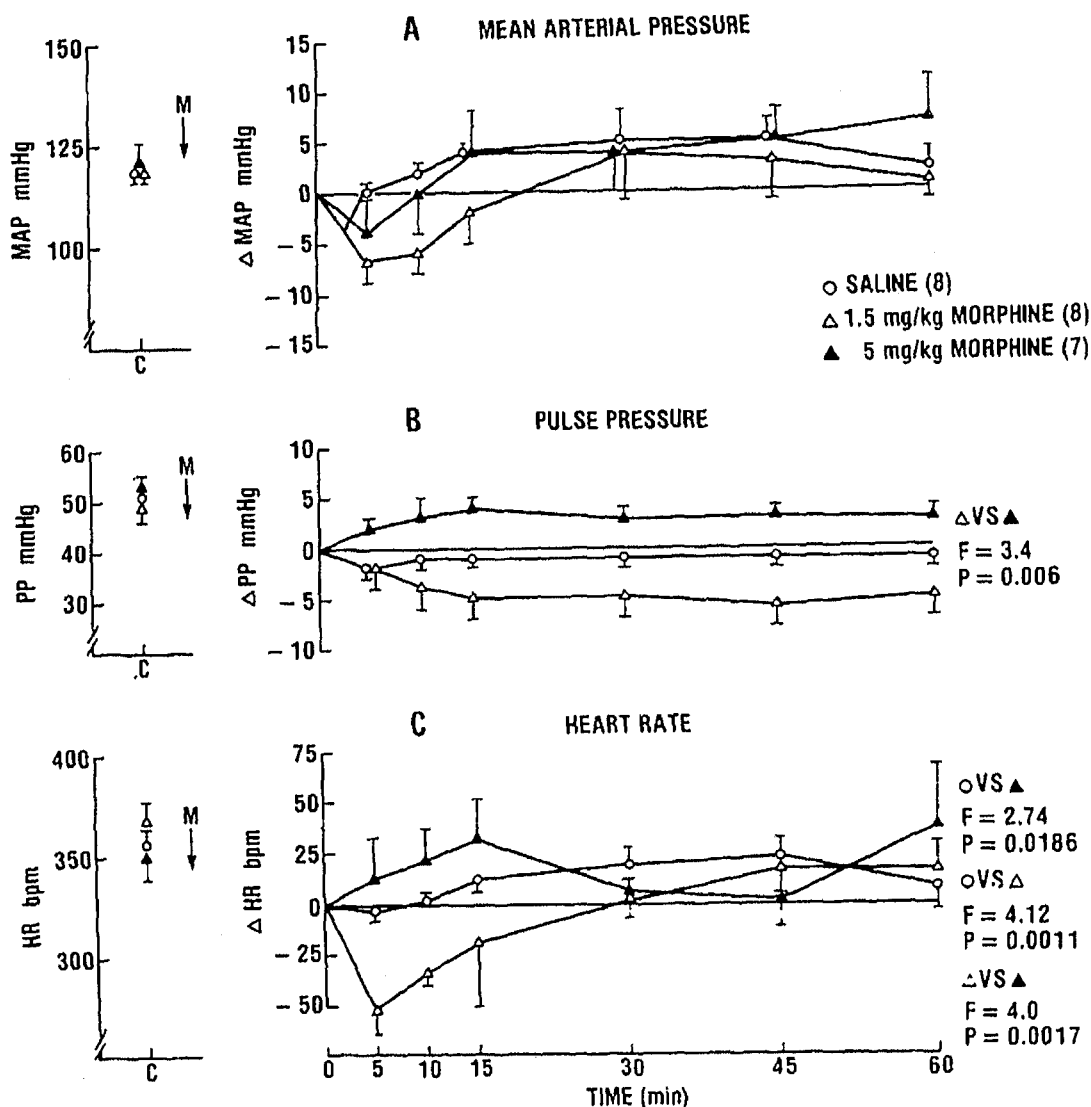 A MEAN ARTERIAL PRESSURE
150
125
100
MAP mmHg
M
C
15
10
5
0
– 5
– 10
– 15
Δ MAP mmHg
○ SALINE (8)
△ 1.5 mg/kg MORPHINE (8)
▲ 5 mg/kg MORPHINE (7)
B PULSE PRESSURE
60
50
40
30
PP mmHg
M
C
10
5
0
–5
–10
Δ PP mmHg
△ VS ▲
F = 3.4
P = 0.006
C HEART RATE
400
350
300
HR bpm
M
C
75
50
25
0
– 25
– 50
Δ HR bpm
○ VS ▲
F = 2.74
P = 0.0186
○ VS △
F = 4.12
P = 0.0011
△ VS ▲
F = 4.0
P = 0.0017
0 5 10 15 30 45 60
TIME (min)